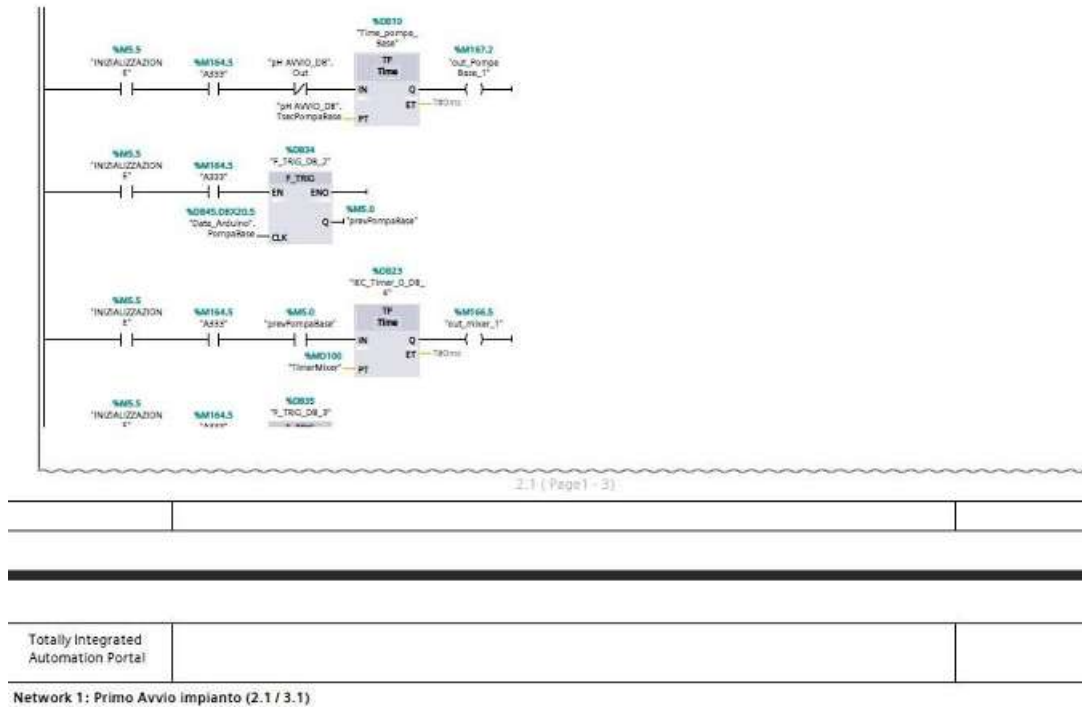 %DB10
"Time_pompa_
Base"
%M5.5
"INIZIALIZZAZION
E"
%M164.5
"A333"
"pH AVVIO_DB".
Out
TP
Time
%M167.2
"out_Pompa
Base_1"
IN
Q
ET
T#0ms
"pH AVVIO_DB".
TsecPompaBase
PT
%M5.5
"INIZIALIZZAZION
E"
%M164.5
"A333"
%DB34
"F_TRIG_DB_2"
F_TRIG
EN
ENO
%DB45.DBX20.5
"Data_Arduino".
PompaBase
CLK
Q
%M5.0
"prevPompaBase"
%DB23
"IEC_Timer_0_DB_
%M5.5
"INIZIALIZZAZION
E"
%M164.5
"A333"
%M5.0
"prevPompaBase"
TP
Time
%M166.5
"out_mixer_1"
IN
Q
ET
T#0ms
%MD100
"TimerMixer"
PT
%M5.5
"INIZIALIZZAZION
%M164.5
"A333"
%DB35
"F_TRIG_DB_3"
2.1 ( Page1 - 3)
Totally Integrated
Automation Portal
Network 1: Primo Avvio impianto (2.1 / 3.1)